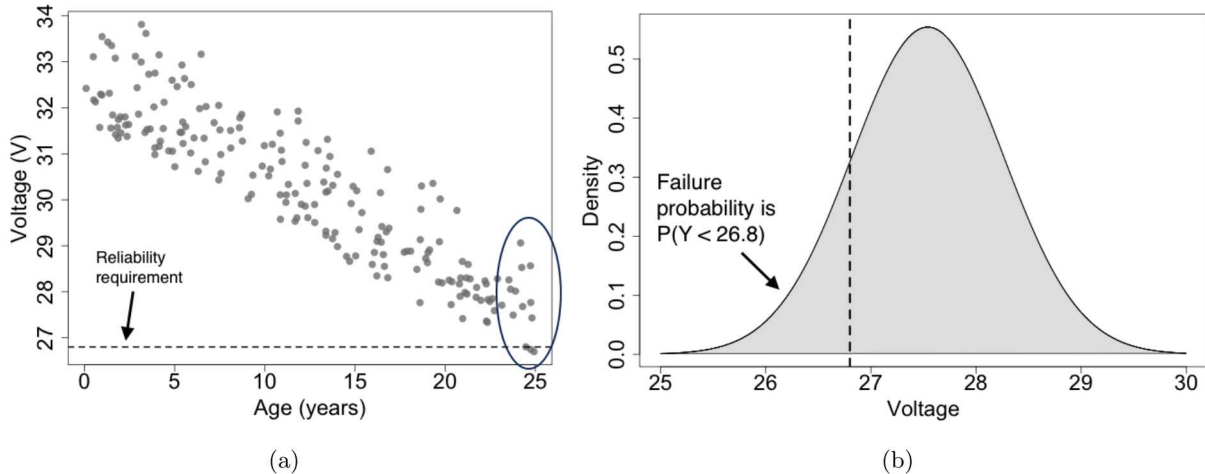 34
33
32
31
30
29
28
27
Voltage (V)
Reliability
requirement
0 5 10 15 20 25
Age (years)
(a)
0.5
0.4
0.3
0.2
0.1
0.0
Density
Failure
probability is
P(Y < 26.8)
25 26 27 28 29 30
Voltage
(b)